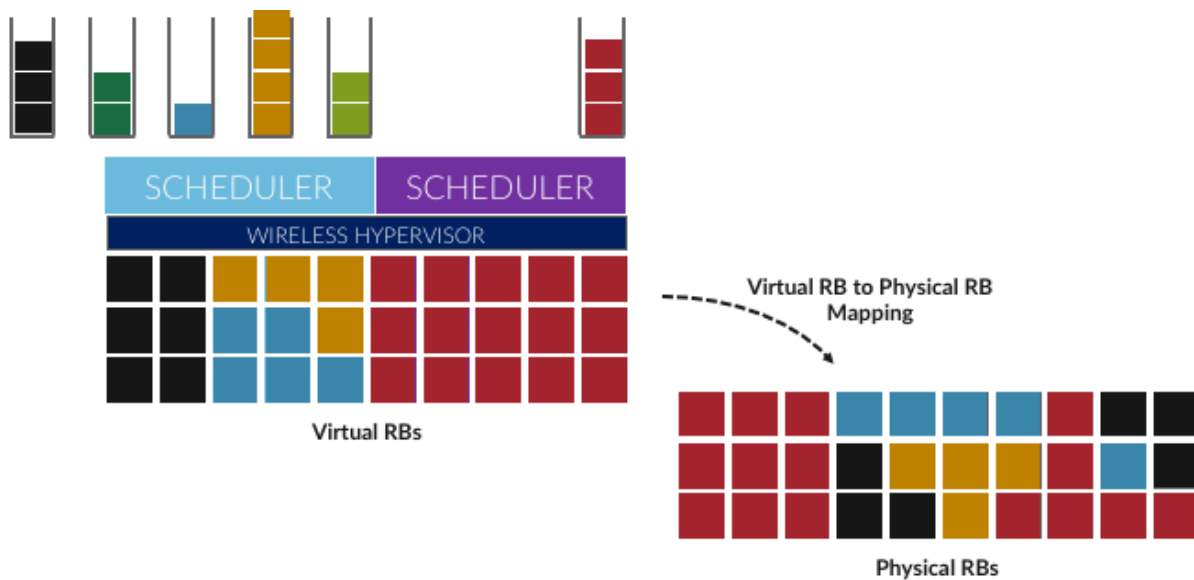 SCHEDULER
SCHEDULER
WIRELESS HYPERVISOR
Virtual RB to Physical RB
Mapping
Virtual RBs
Physical RBs